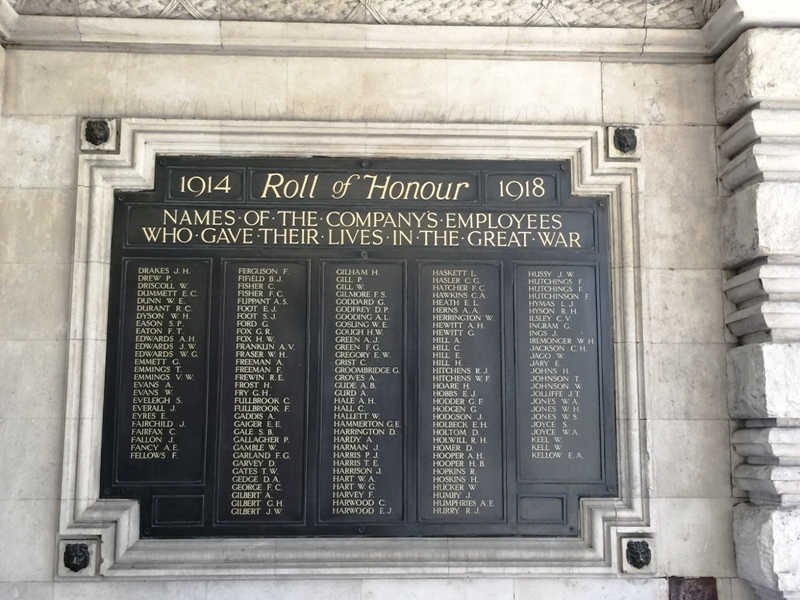 1914 Roll of Honour 1918
NAMES·OF·THE·COMPANY'S·EMPLOYEES
WHO·GAVE·THEIR·LIVES·IN·THE·GREAT·WAR
DRAKES J. H.
DREW P.
DRISCOLL W.
DUMMETT E. C.
DUNN W. E.
DURANT R. C.
DYSON W. H.
EASON S. P.
EATON F. T.
EDWARDS A. H.
EDWARDS J. W.
EDWARDS W. G.
EMMETT G.
EMMINGS T.
EMMINGS V. W.
EVANS A.
EVANS W.
EVELEIGH S.
EVERALL J.
EYRES E.
FAIRCHILD J.
FAIRFAX C.
FALLON J.
FANCY A. E.
FELLOWS F.
FERGUSON F.
FIFIELD B. J.
FISHER C.
FISHER F. C.
FLIPPANT A. S.
FOOT E. J.
FOOT S. J.
FORD G.
FOX G. R.
FOX H. W.
FRANKLIN A. V.
FRASER W. H.
FREEMAN A.
FREEMAN F.
FREWIN R. E.
FROST H.
FRY G. H.
FULLBROOK C.
FULLBROOK F.
GADDIS A.
GAIGER E. E.
GALE S. B.
GALLAGHER P.
GAMBLE W.
GARLAND F. G.
GARVEY D.
GATES T. W.
GEDGE D. A.
GEORGE F. C.
GILBERT A.
GILBERT G. H.
GILBERT J. W.
GILHAM H.
GILL P.
GILL W.
GILMORE F. S.
GODDARD G.
GODFREY D. P.
GOODING A. L.
GOSLING W. E.
GOUGH H. W.
GREEN A. J.
GREEN F. G.
GREGORY E. W.
GRIST C.
GROOMBRIDGE G.
GROVES A.
GUDE A. B.
GURD A.
HALE A. H.
HALL C.
HALLETT W.
HAMMERTON G. E.
HARRINGTON D.
HARDY A.
HARMAN J.
HARRIS P. J.
HARRIS T. E.
HARRISON J.
HART W. A.
HART W. G.
HARVEY F.
HARWOOD C.
HARWOOD E. J
HASKETT L.
HASLER C. G.
HATCHER F. C.
HAWKINS C. A.
HEATH E. L.
HERNS A. A.
HERRINGTON W.
HEWITT A. H.
HEWITT G.
HILL A.
HILL C.
HILL E.
HILL H.
HITCHENS R. J.
HITCHENS W. F.
HOARE H.
HOBBS E. J.
HODDER G. F.
HODGEN G.
HODGSON J.
HOLBECK E. H.
HOLTOM D.
HOLWILL R. H.
HOMER D.
HOOPER A. H.
HOOPER H. B.
HOPKINS R.
HOSKINS H.
HUCKER W.
HUMBY J.
HUMPHRIES A. E.
HURRY R. J.
HUSSY J. W.
HUTCHINGS F.
HUTCHINGS F.
HUTCHINSON F.
HYMAS L. J.
HYSON R. H.
ILSLEY C. V.
INGRAM G.
INGS J.
IREMONGER W. H.
JACKSON C. H.
JAGO W.
JARY E.
JOHNS H.
JOHNSON T.
JOHNSON W.
JOLLIFFE J. T.
JONES W. A.
JONES W. H.
JONES W. S.
JOYCE S.
JOYCE W. A.
KEEL W.
KELL W.
KELLOW E. A.